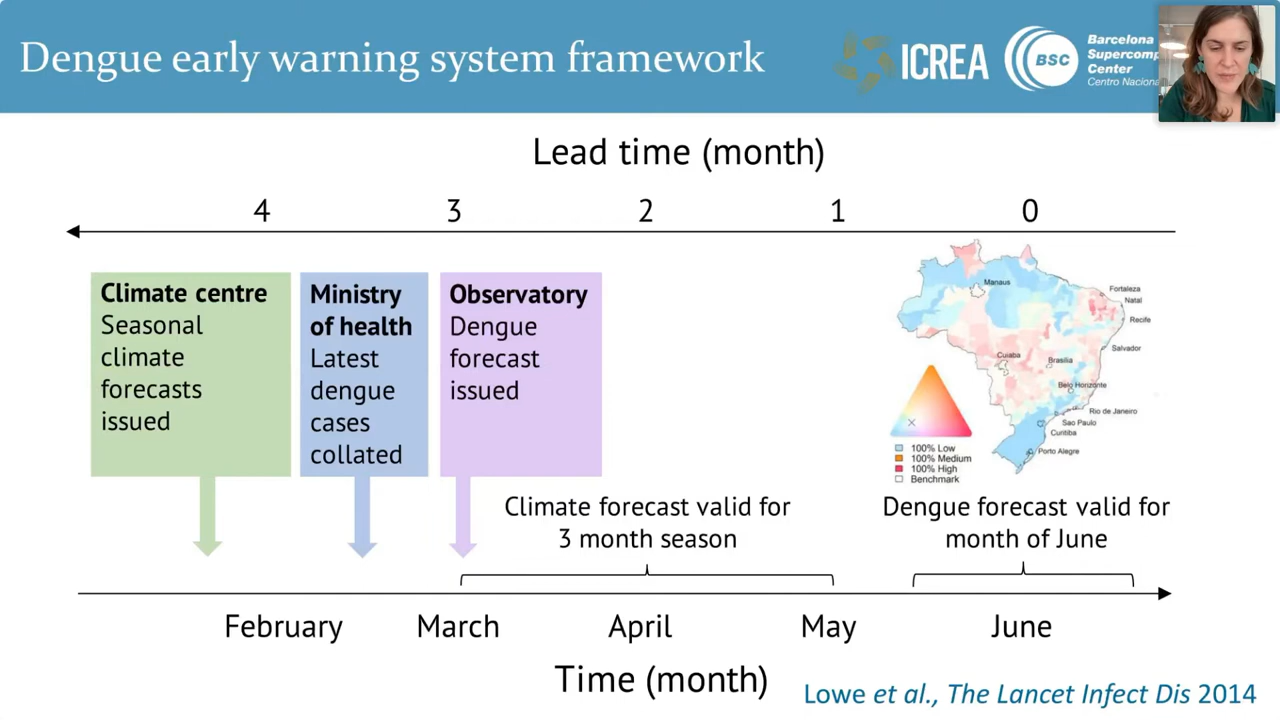 Dengue early warning system framework
ICREA
BSC
Barcelona
Supercomp
Center
Centro Naciona
Lead time (month)
4 3 2 1 0
Climate centre
Seasonal
climate
forecasts
issued
Ministry
of health
Latest
dengue
cases
collated
Observatory
Dengue
forecast
issued
Manaus
Fortaleza
Natal
Recife
Salvador
Cuiaba
Brasilia
Belo Horizonte
Rio de Janeiro
Sao Paulo
Curitiba
Porto Alegre
100% Low
100% Medium
100% High
Benchmark
Climate forecast valid for
3 month season
Dengue forecast valid for
month of June
February March April May June
Time (month)
Lowe et al., The Lancet Infect Dis 2014